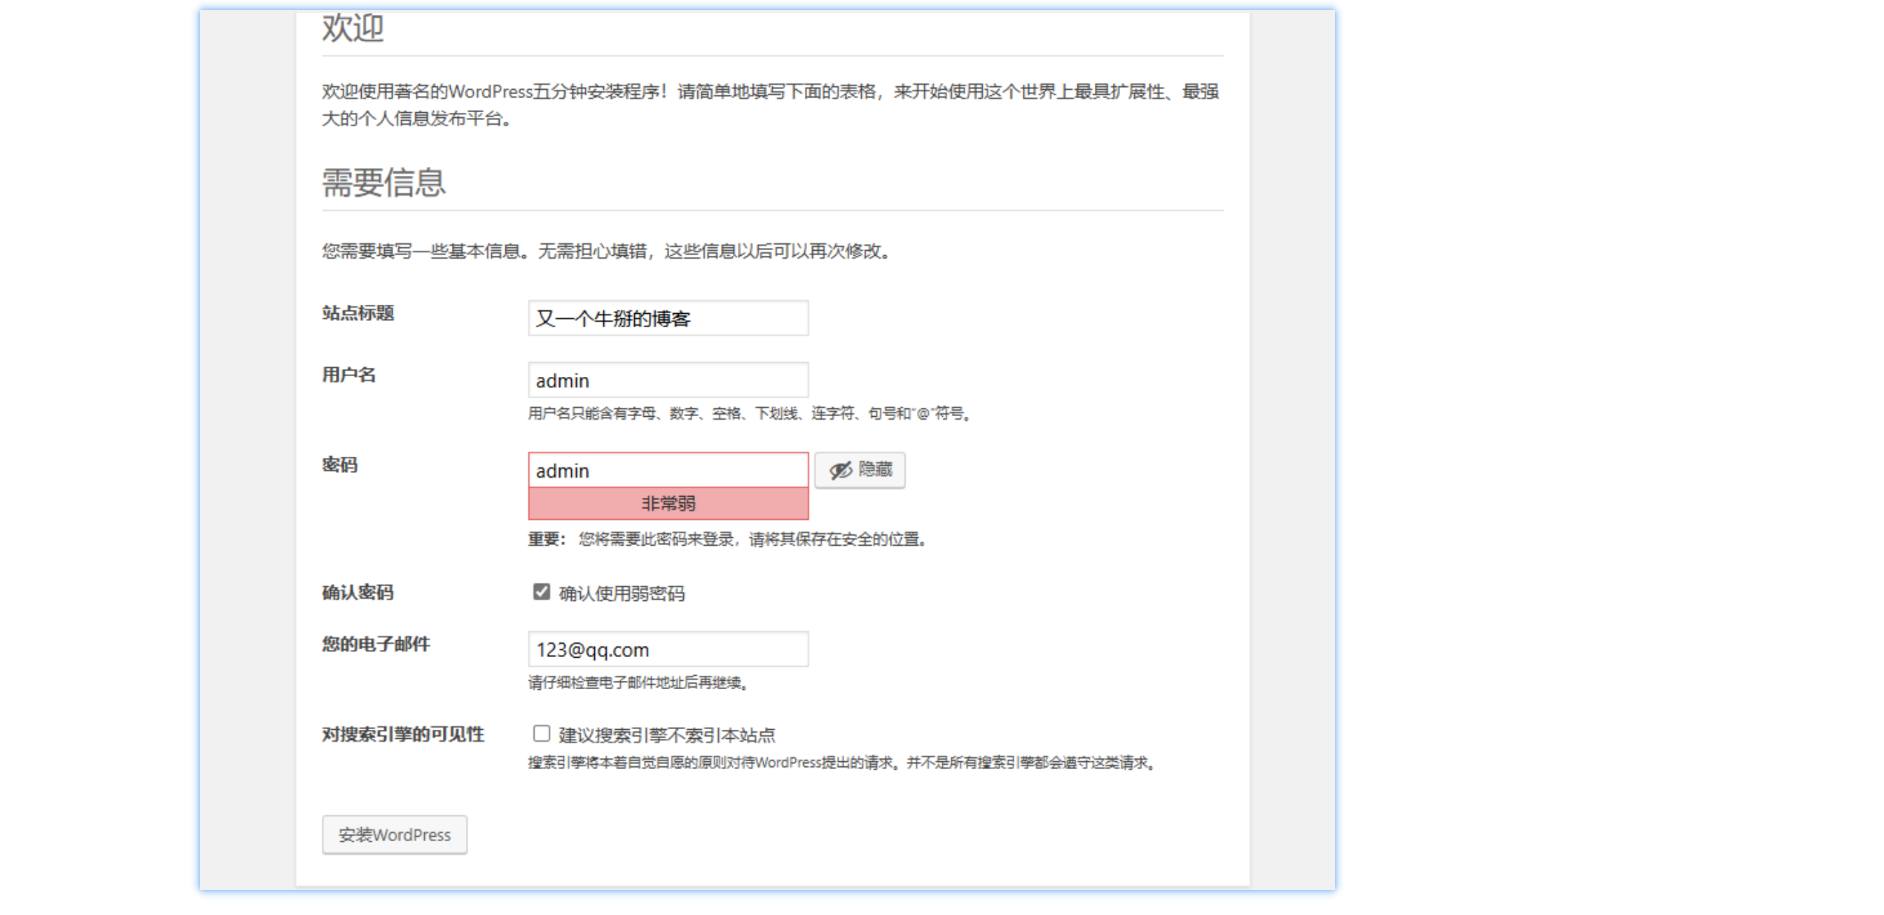 欢迎
欢迎使用著名的WordPress五分钟安装程序！请简单地填写下面的表格，来开始使用这个世界上最具扩展性、最强
大的个人信息发布平台。
需要信息
您需要填写一些基本信息。无需担心填错，这些信息以后可以再次修改。
站点标题
又一个牛掰的博客
用户名
admin
用户名只能含有字母、数字、空格、下划线、连字符、句号和“@”符号。
密码
admin
隐藏
非常弱
重要： 您将需要此密码来登录，请将其保存在安全的位置。
确认密码
确认使用弱密码
您的电子邮件
123@qq.com
请仔细检查电子邮件地址后再继续。
对搜索引擎的可见性
建议搜索引擎不索引本站点
搜索引擎将本着自觉自愿的原则对待WordPress提出的请求。并不是所有搜索引擎都会遵守这类请求。
安装WordPress